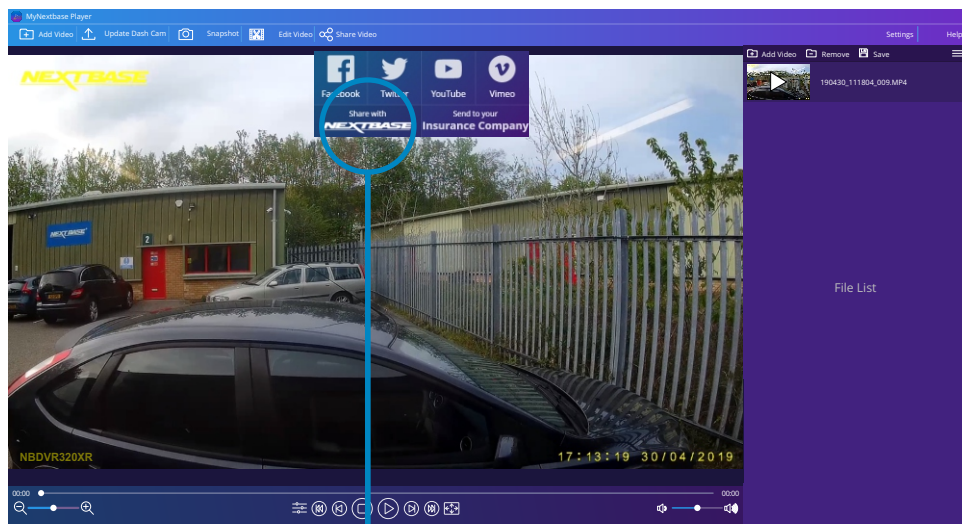 MyNextbase Player
Add Video Update Dash Cam Snapshot Edit Video Share Video Settings Help
Add Video Remove Save
190430_111804_009.MP4
NEXTBASE
Facebook Twitter YouTube Vimeo
Share with
NEXTBASE
Send to your
Insurance Company
NEXTBASE
2
File List
NBDVR320XR
17:13:19 30/04/2019
00:00 00:00